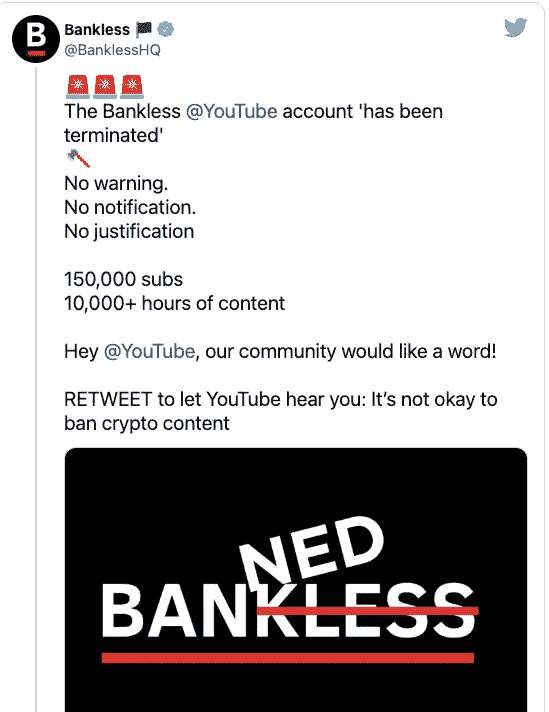 B
Bankless 🏴
@BanklessHQ
🚨🚨🚨
The Bankless @YouTube account 'has been
terminated'
🪓
No warning.
No notification.
No justification
150,000 subs
10,000+ hours of content
Hey @YouTube, our community would like a word!
RETWEET to let YouTube hear you: It’s not okay to
ban crypto content
NED
BANKLESS